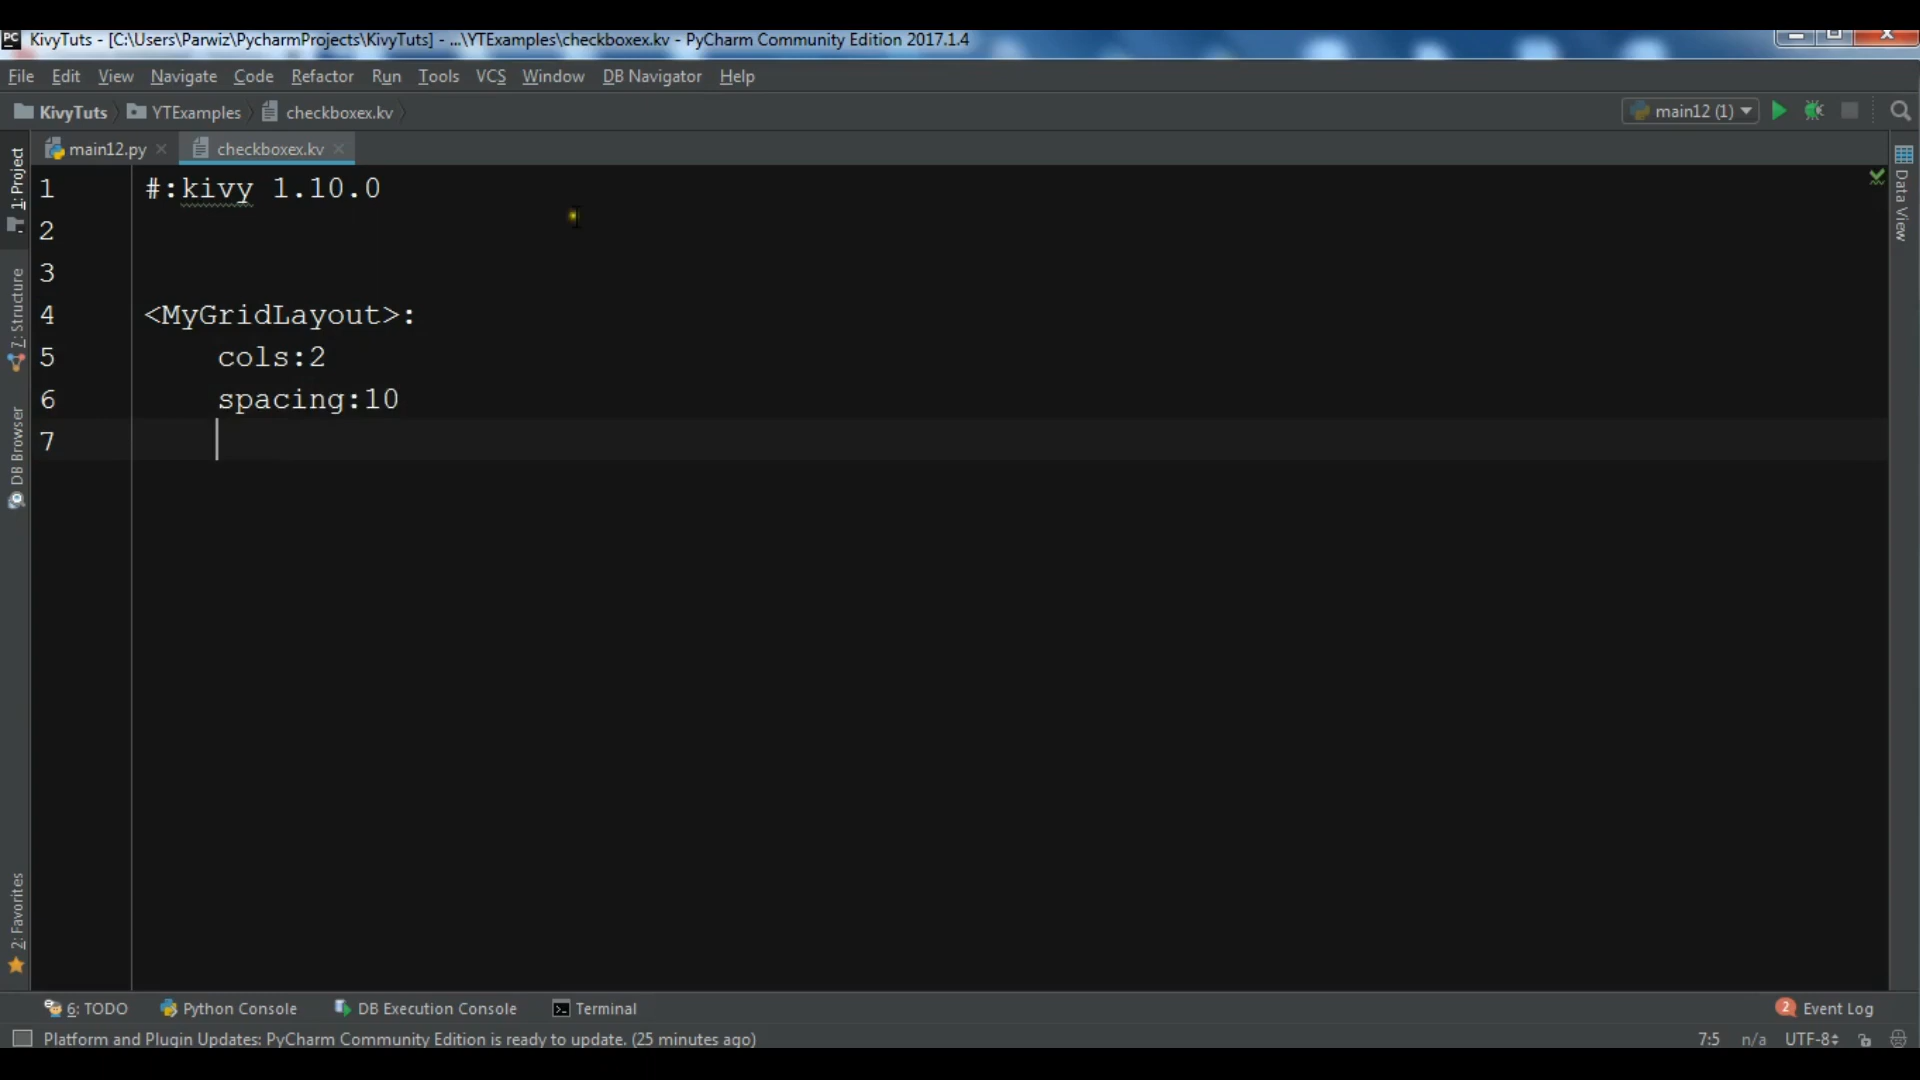 KivyTuts - [C:\Users\Parwiz\PycharmProjects\KivyTuts] - ...\YTExamples\checkboxex.kv - PyCharm Community Edition 2017.1.4
File Edit View Navigate Code Refactor Run Tools VCS Window DB Navigator Help
KivyTuts YTExamples checkboxex.kv main12 (1)
main12.py checkboxex.kv
1 #:kivy 1.10.0
2
3
4 <MyGridLayout>:
5 cols:2
6 spacing:10
7
1: Project
7: Structure
DB Browser
2: Favorites
Data View
6: TODO Python Console DB Execution Console Terminal 2 Event Log
Platform and Plugin Updates: PyCharm Community Edition is ready to update. (25 minutes ago) 7:5 n/a UTF-8